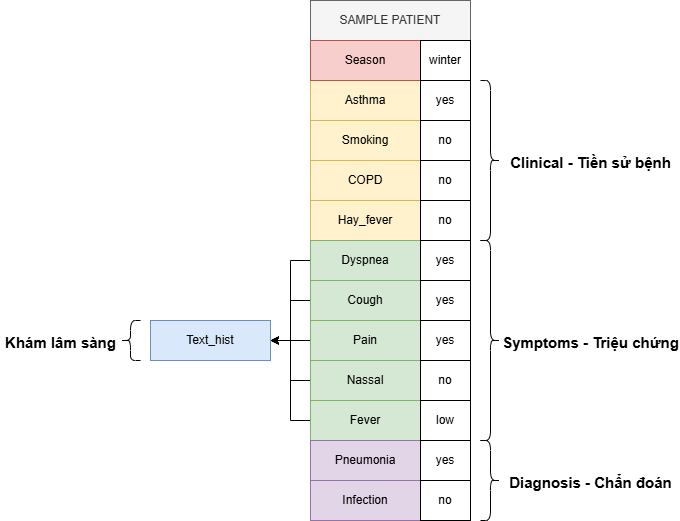 SAMPLE PATIENT
Season winter
Asthma yes
Smoking no
COPD no
Hay_fever no
Clinical - Tiền sử bệnh
Dyspnea yes
Cough yes
Pain yes
Nassal no
Fever low
Symptoms - Triệu chứng
Khám lâm sàng
Text_hist
Pneumonia yes
Infection no
Diagnosis - Chẩn đoán